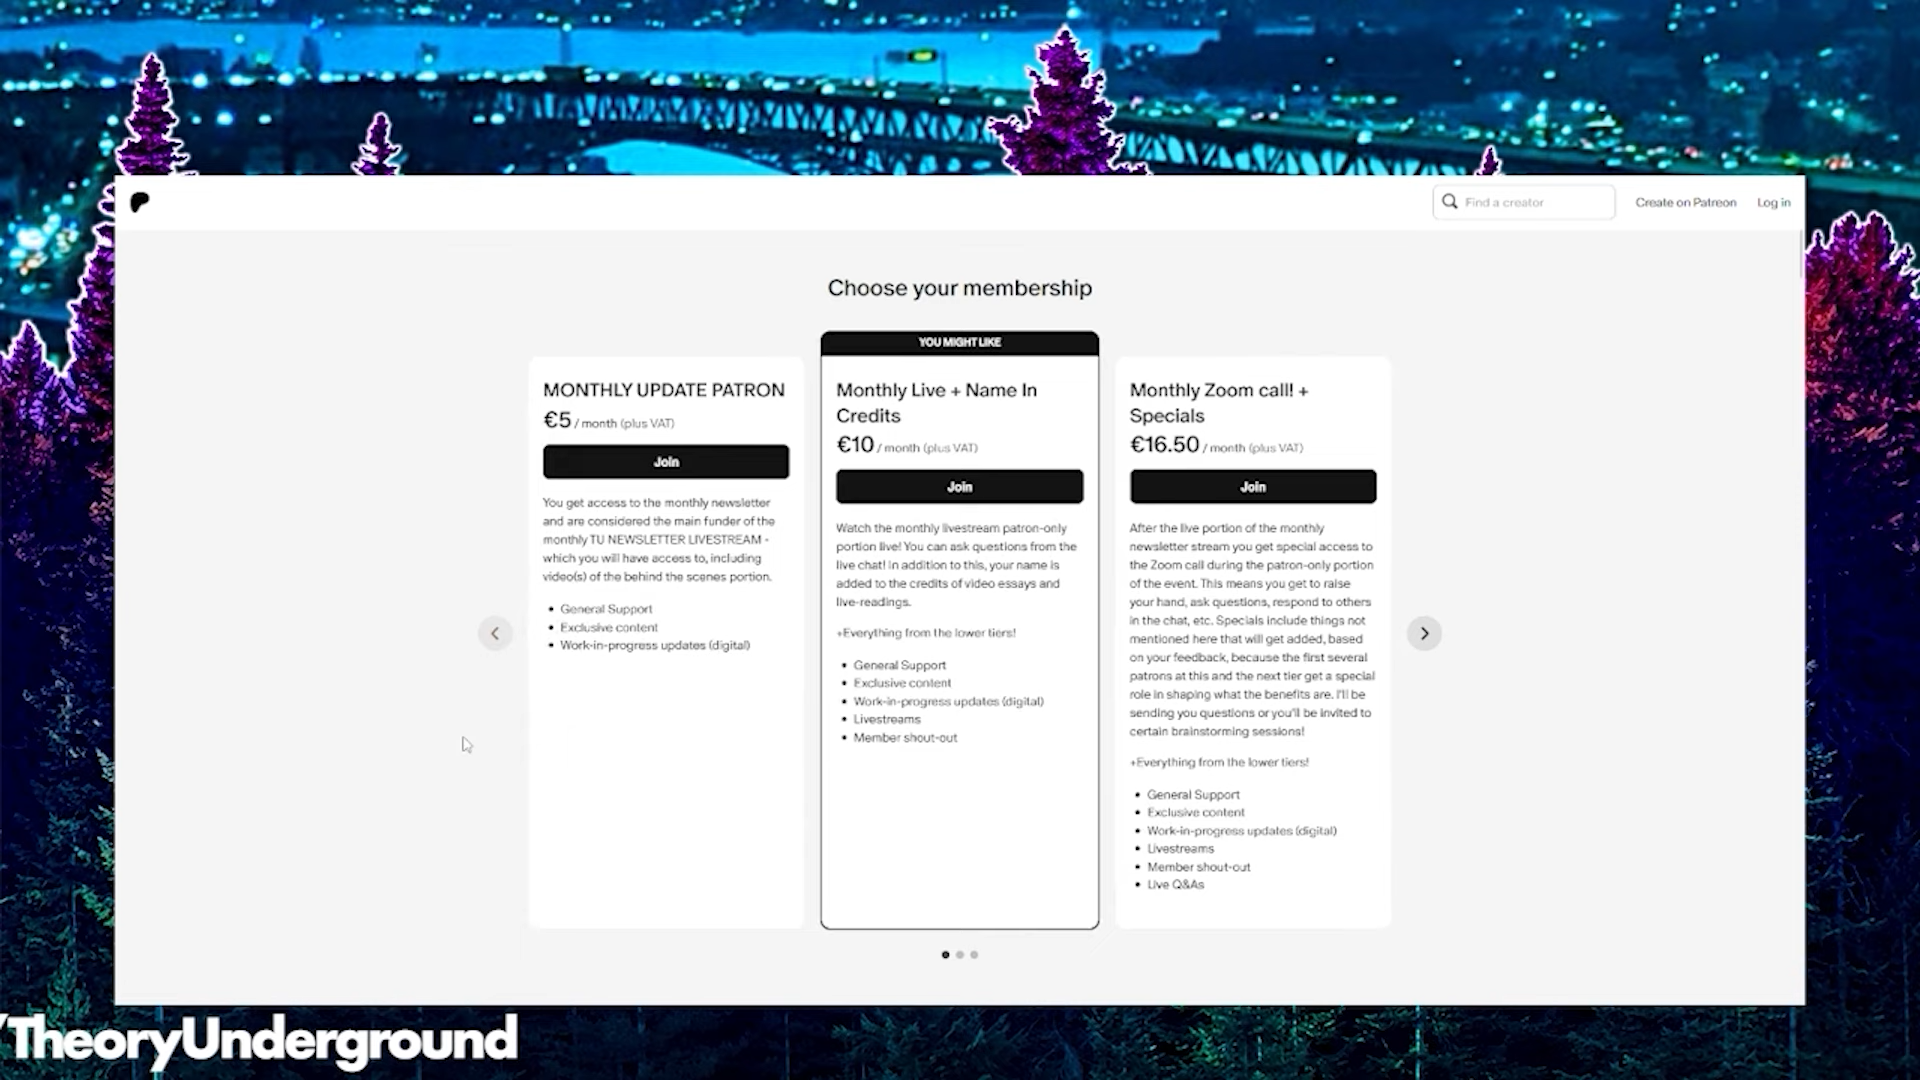 Find a creator
Create on Patreon
Log in
Choose your membership
MONTHLY UPDATE PATRON
€5 / month (plus VAT)
Join
You get access to the monthly newsletter
and are considered the main funder of the
monthly TU NEWSLETTER LIVESTREAM -
which you will have access to, including
video(s) of the behind the scenes portion.
• General Support
• Exclusive content
• Work-in-progress updates (digital)
YOU MIGHT LIKE
Monthly Live + Name In
Credits
€10 / month (plus VAT)
Join
Watch the monthly livestream patron-only
portion live! You can ask questions from the
live chat! In addition to this, your name is
added to the credits of video essays and
live-readings.
+Everything from the lower tiers!
• General Support
• Exclusive content
• Work-in-progress updates (digital)
• Livestreams
• Member shout-out
Monthly Zoom call! +
Specials
€16.50 / month (plus VAT)
Join
After the live portion of the monthly
newsletter stream you get special access to
the Zoom call during the patron-only portion
of the event. This means you get to raise
your hand, ask questions, respond to others
in the chat, etc. Specials include things not
mentioned here that will get added, based
on your feedback, because the first several
patrons at this and the next tier get a special
role in shaping what the benefits are. I'll be
sending you questions or you'll be invited to
certain brainstorming sessions!
+Everything from the lower tiers!
• General Support
• Exclusive content
• Work-in-progress updates (digital)
• Livestreams
• Member shout-out
• Live Q&As
/TheoryUnderground